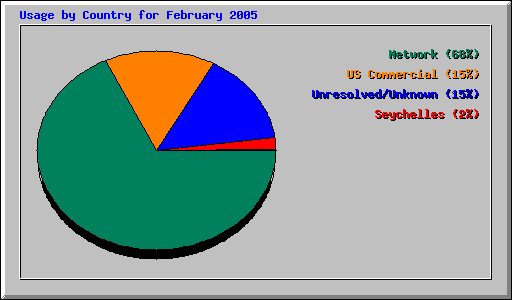 Usage by Country for February 2005
Network (68%)
US Commercial (15%)
Unresolved/Unknown (15%)
Seychelles (2%)